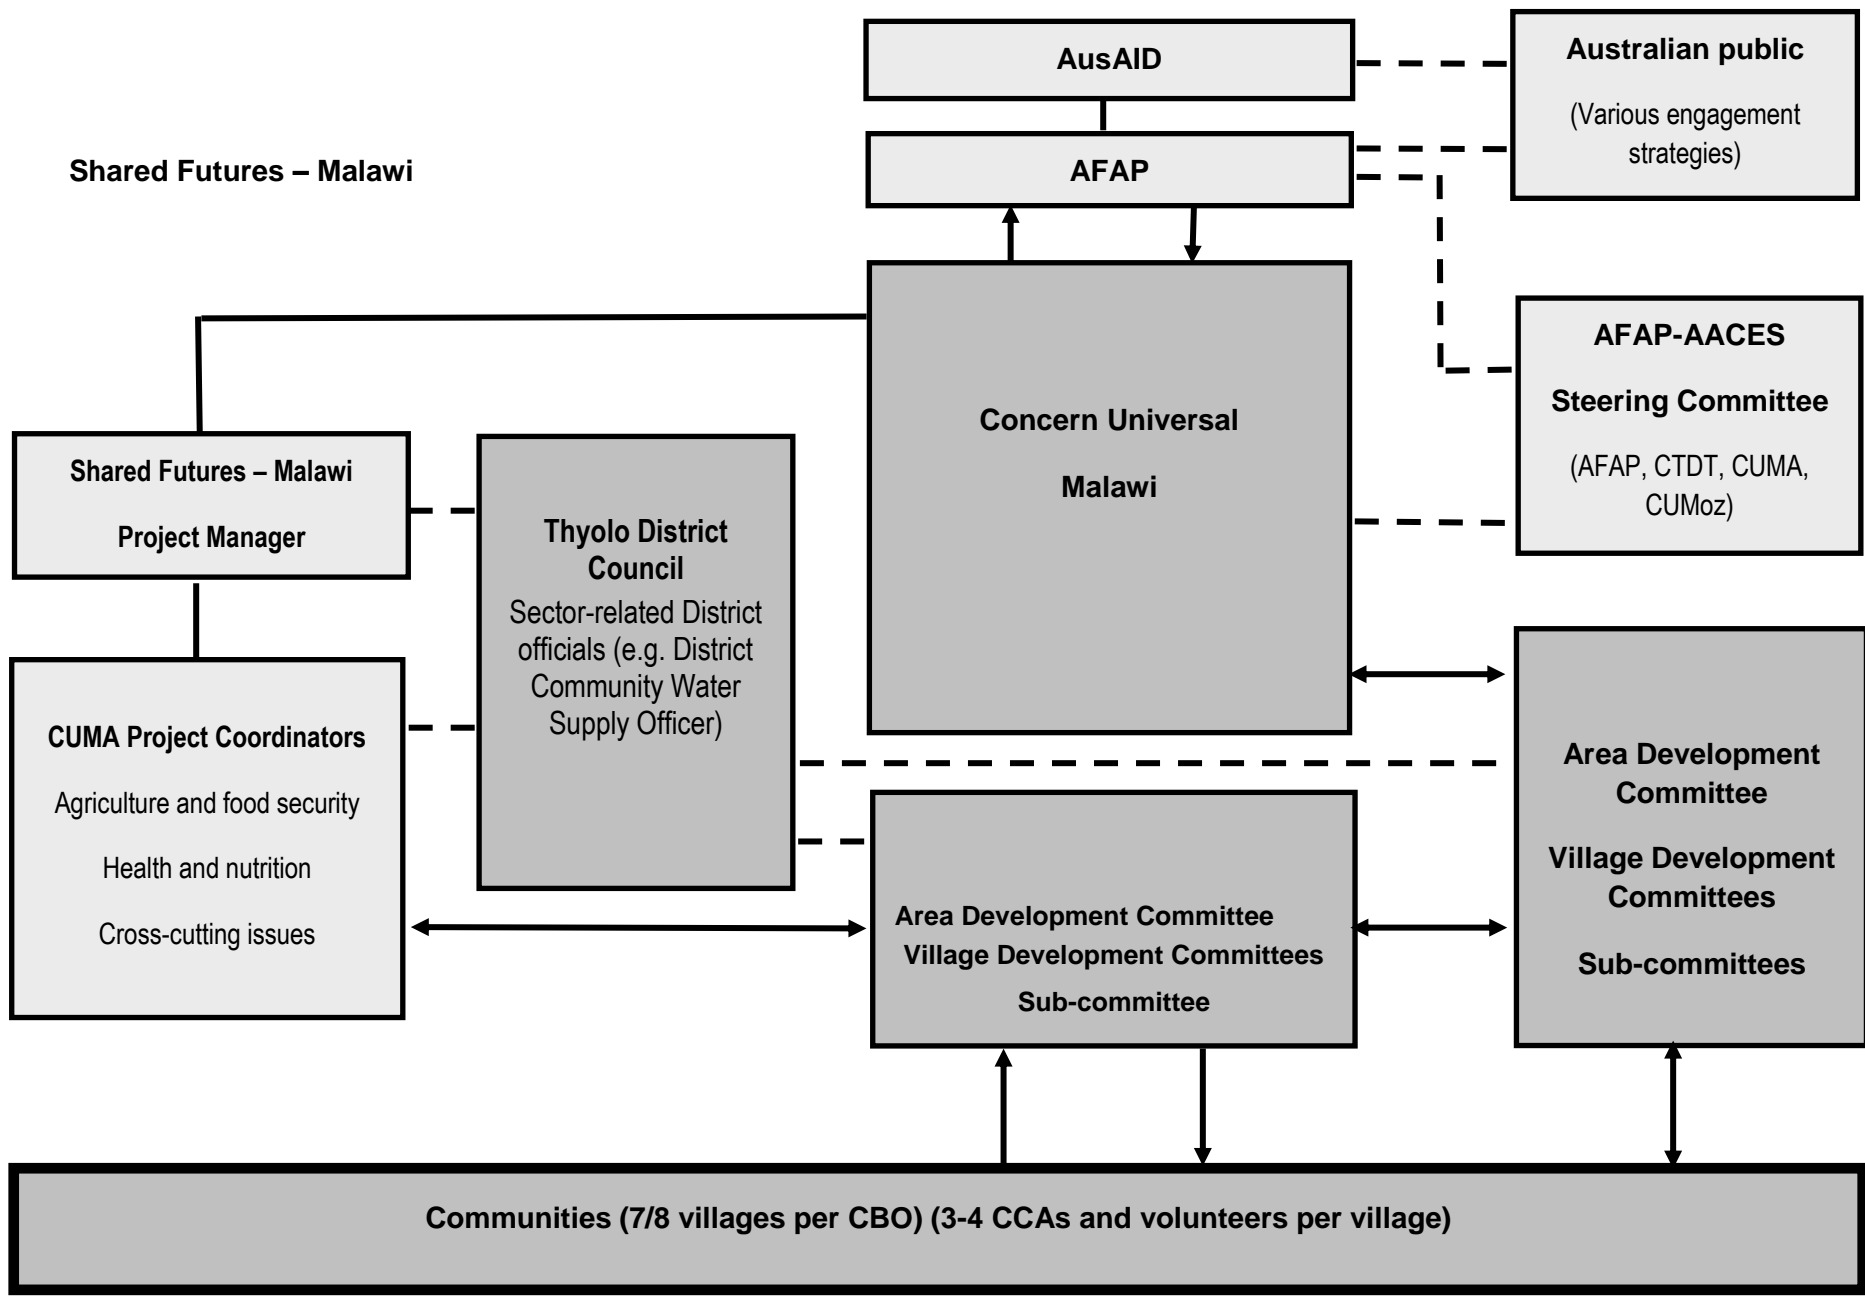 AusAID
Australian public
(Various engagement
strategies)
AFAP
Shared Futures – Malawi
AFAP-AACES
Steering Committee
(AFAP, CTDT, CUMA,
CUMoz)
Concern Universal
Malawi
Shared Futures – Malawi
Project Manager
Thyolo District
Council
Sector-related District
officials (e.g. District
Community Water
Supply Officer)
CUMA Project Coordinators
Agriculture and food security
Health and nutrition
Cross-cutting issues
Area Development
Committee
Village Development
Committees
Sub-committees
Area Development Committee
Village Development Committees
Sub-committee
Communities (7/8 villages per CBO) (3-4 CCAs and volunteers per village)